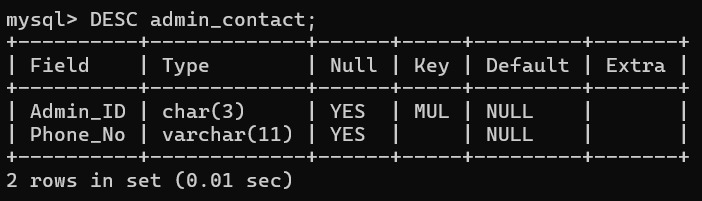 mysql> DESC admin_contact;
+----------+-------------+------+-----+---------+-------+
| Field    | Type        | Null | Key | Default | Extra |
+----------+-------------+------+-----+---------+-------+
| Admin_ID | char(3)     | YES  | MUL | NULL    |       |
| Phone_No | varchar(11) | YES  |     | NULL    |       |
+----------+-------------+------+-----+---------+-------+
2 rows in set (0.01 sec)